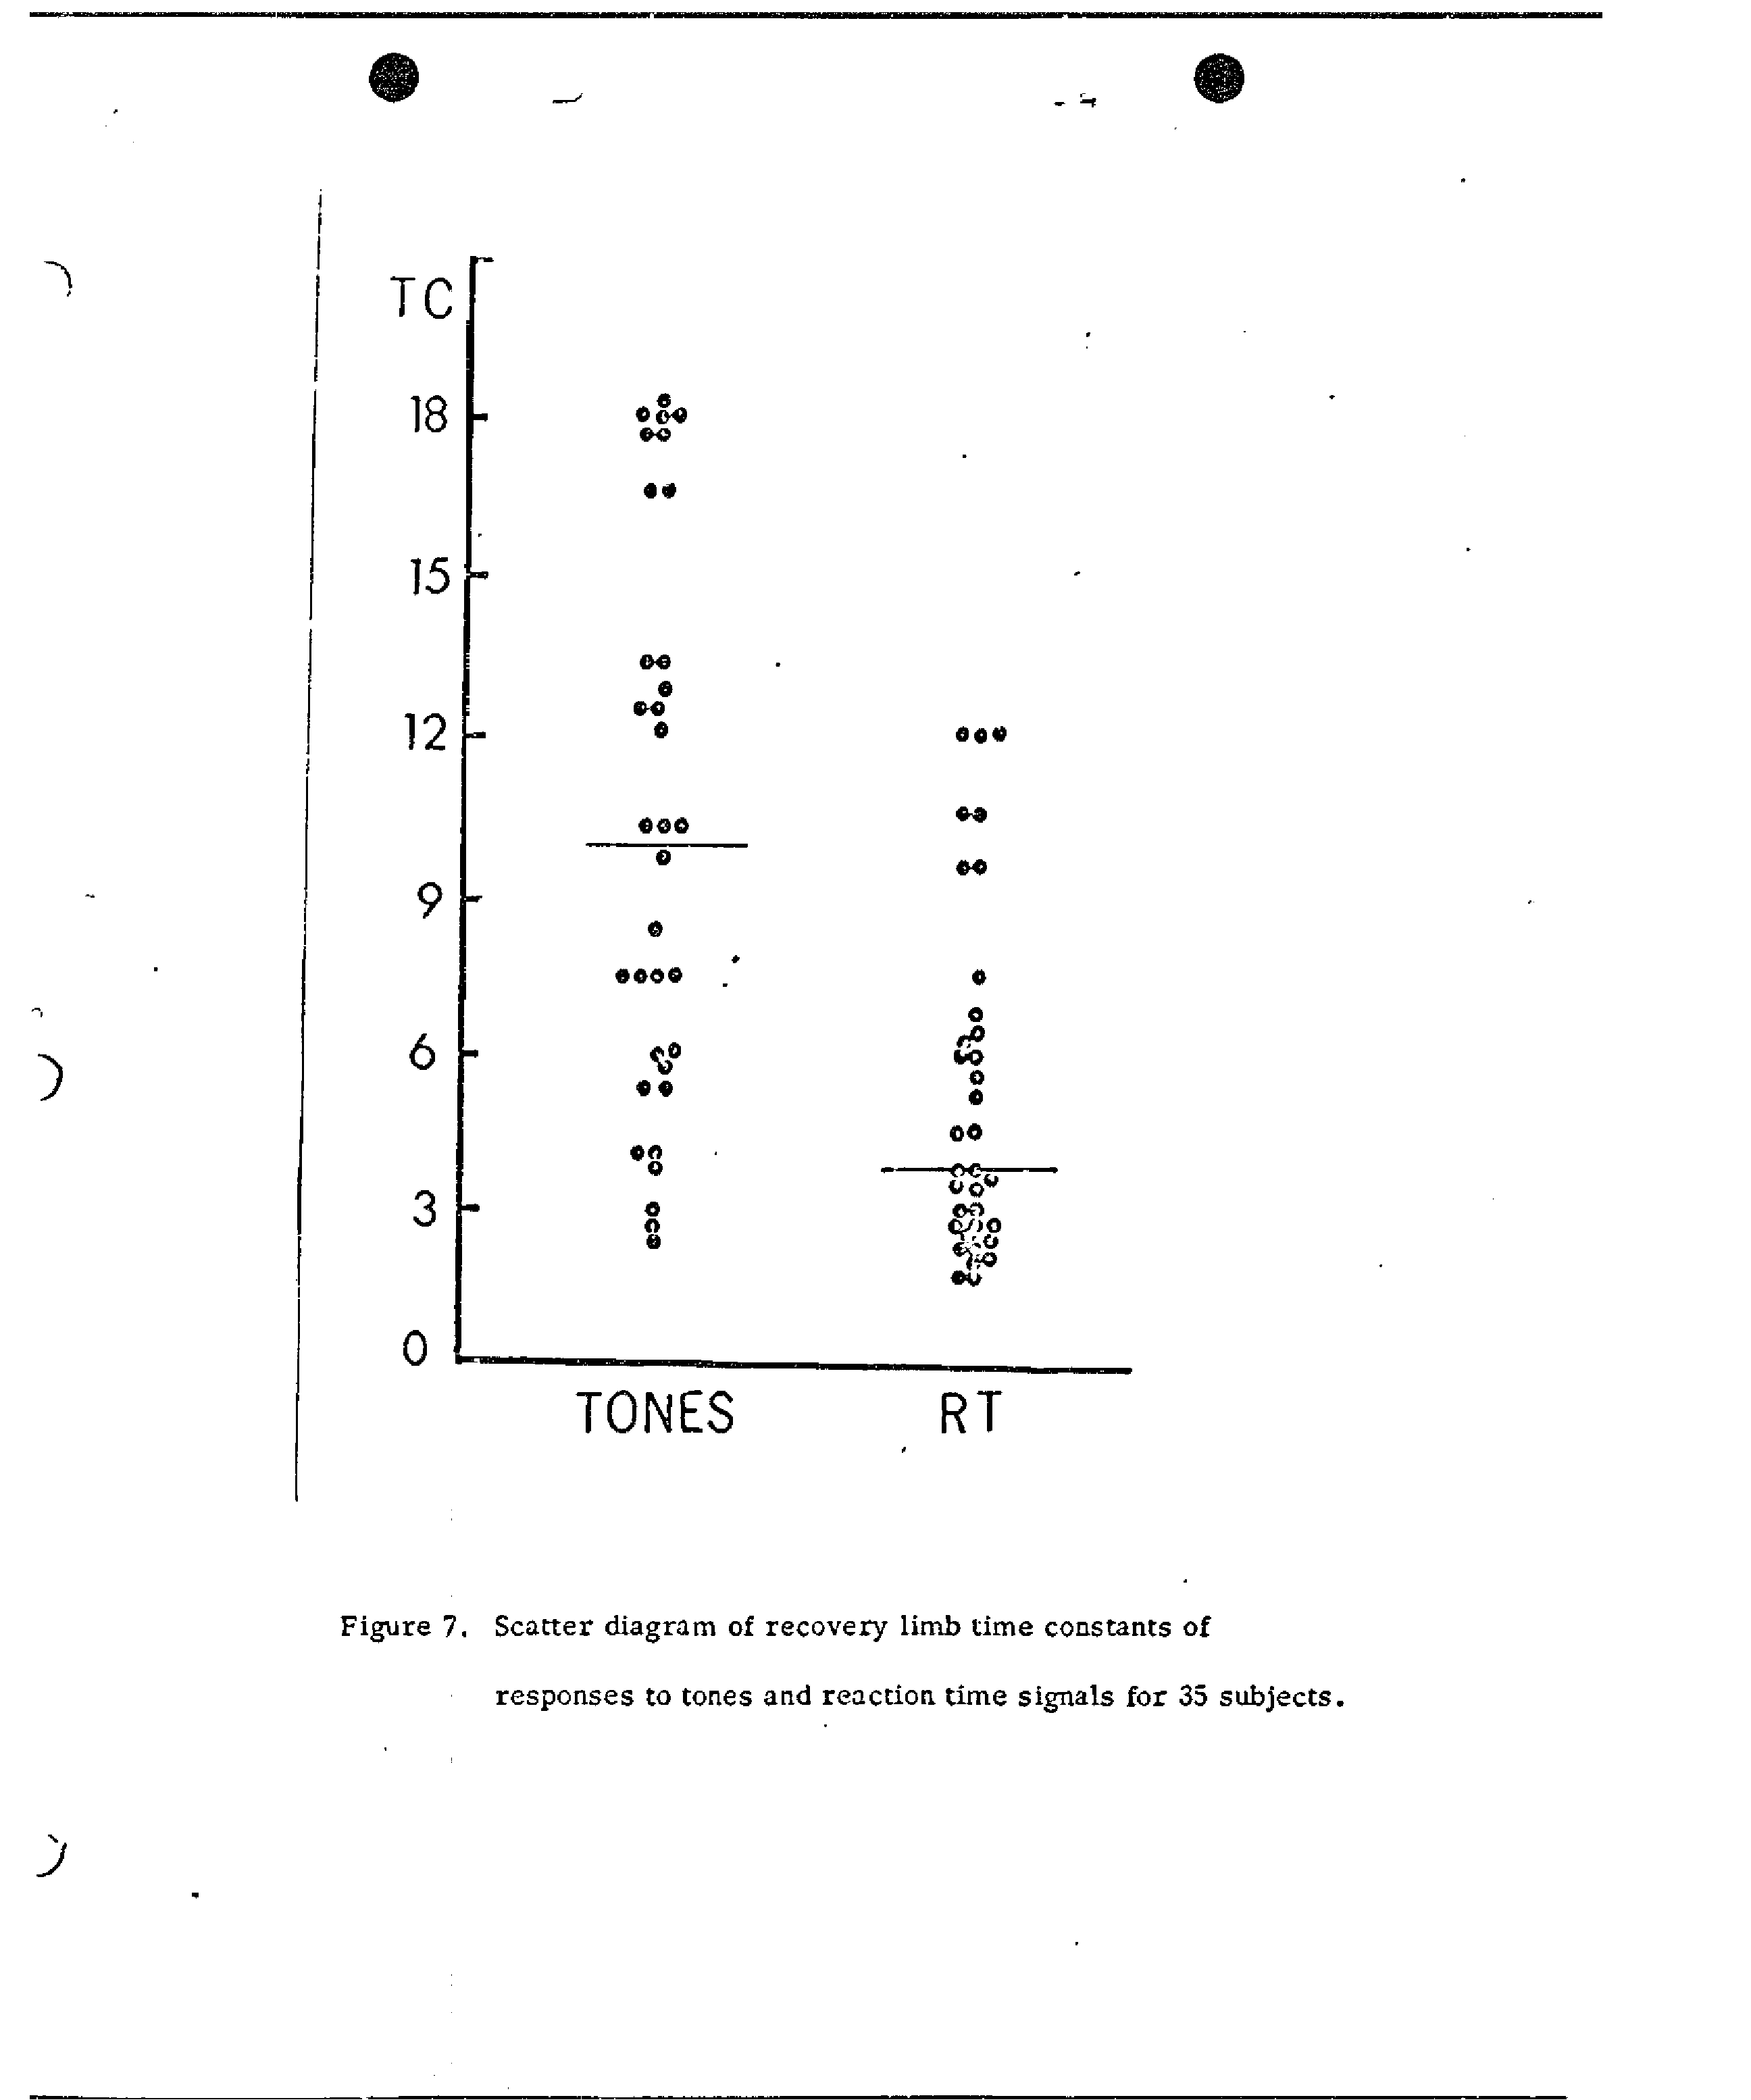 TC
18
15
12
9
6
3
0
TONES RT
Figure 7. Scatter diagram of recovery limb time constants of
responses to tones and reaction time signals for 35 subjects.